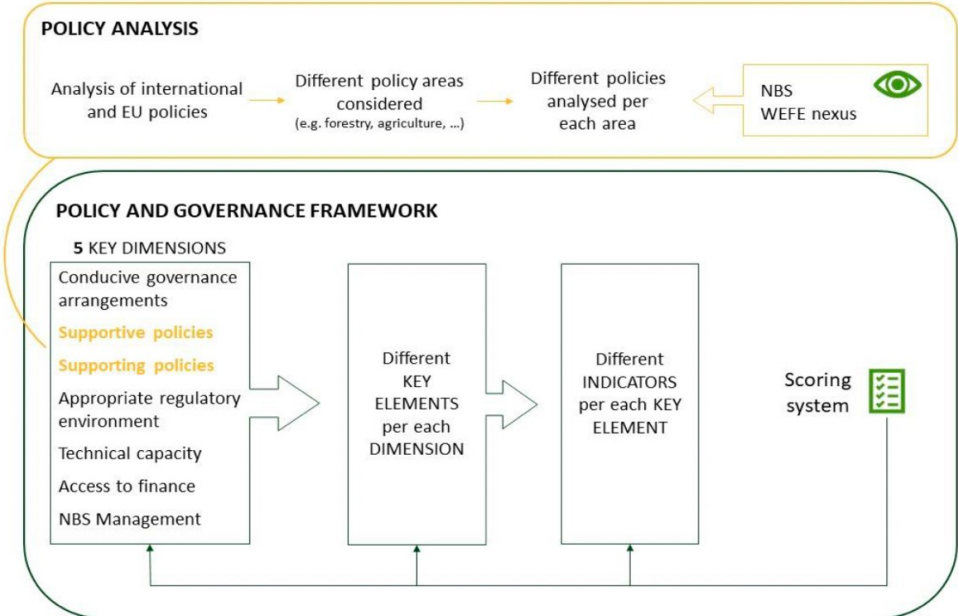 POLICY ANALYSIS
Analysis of international
and EU policies
Different policy areas
considered
(e.g. forestry, agriculture, ...)
Different policies
analysed per
each area
NBS
WEFE nexus
POLICY AND GOVERNANCE FRAMEWORK
5 KEY DIMENSIONS
Conducive governance
arrangements
Supportive policies
Supporting policies
Appropriate regulatory
environment
Technical capacity
Access to finance
NBS Management
Different
KEY
ELEMENTS
per each
DIMENSION
Different
INDICATORS
per each KEY
ELEMENT
Scoring
system